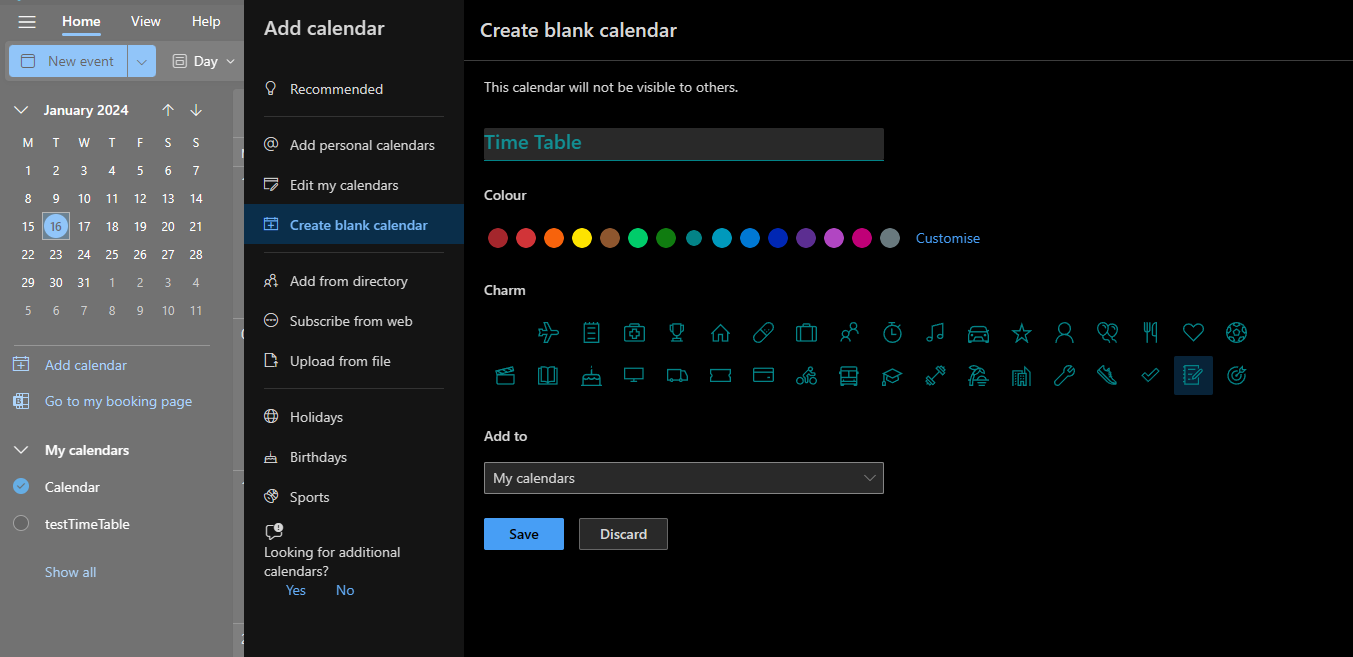 Home View Help
New event Day
January 2024
M T W T F S S
1 2 3 4 5 6 7
8 9 10 11 12 13 14
15 16 17 18 19 20 21
22 23 24 25 26 27 28
29 30 31 1 2 3 4
5 6 7 8 9 10 11
Add calendar
Go to my booking page
My calendars
Calendar
testTimeTable
Show all
Add calendar
Recommended
Add personal calendars
Edit my calendars
Create blank calendar
Add from directory
Subscribe from web
Upload from file
Holidays
Birthdays
Sports
Looking for additional
calendars?
Yes No
Create blank calendar
This calendar will not be visible to others.
Time Table
Colour
Customise
Charm
Add to
My calendars
Save Discard